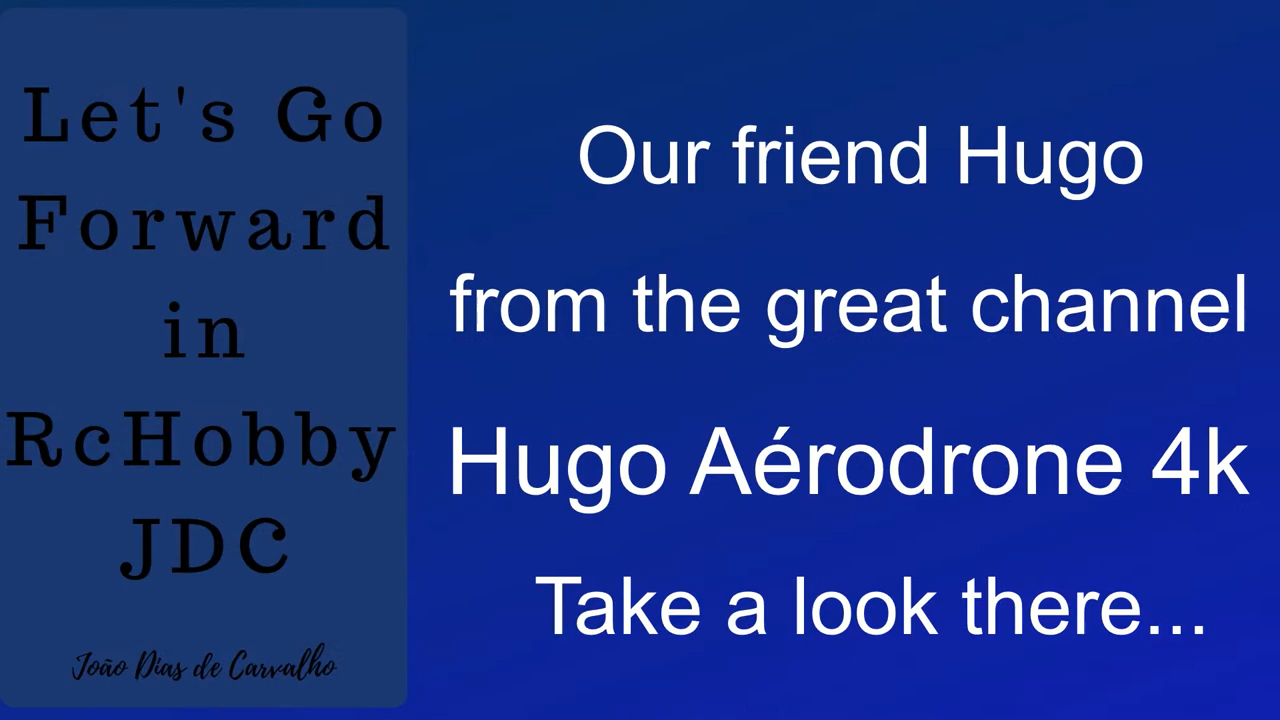 Let's Go
Forward
in
RcHobby
JDC
João Dias de Carvalho
Our friend Hugo
from the great channel
Hugo Aérodrone 4k
Take a look there...